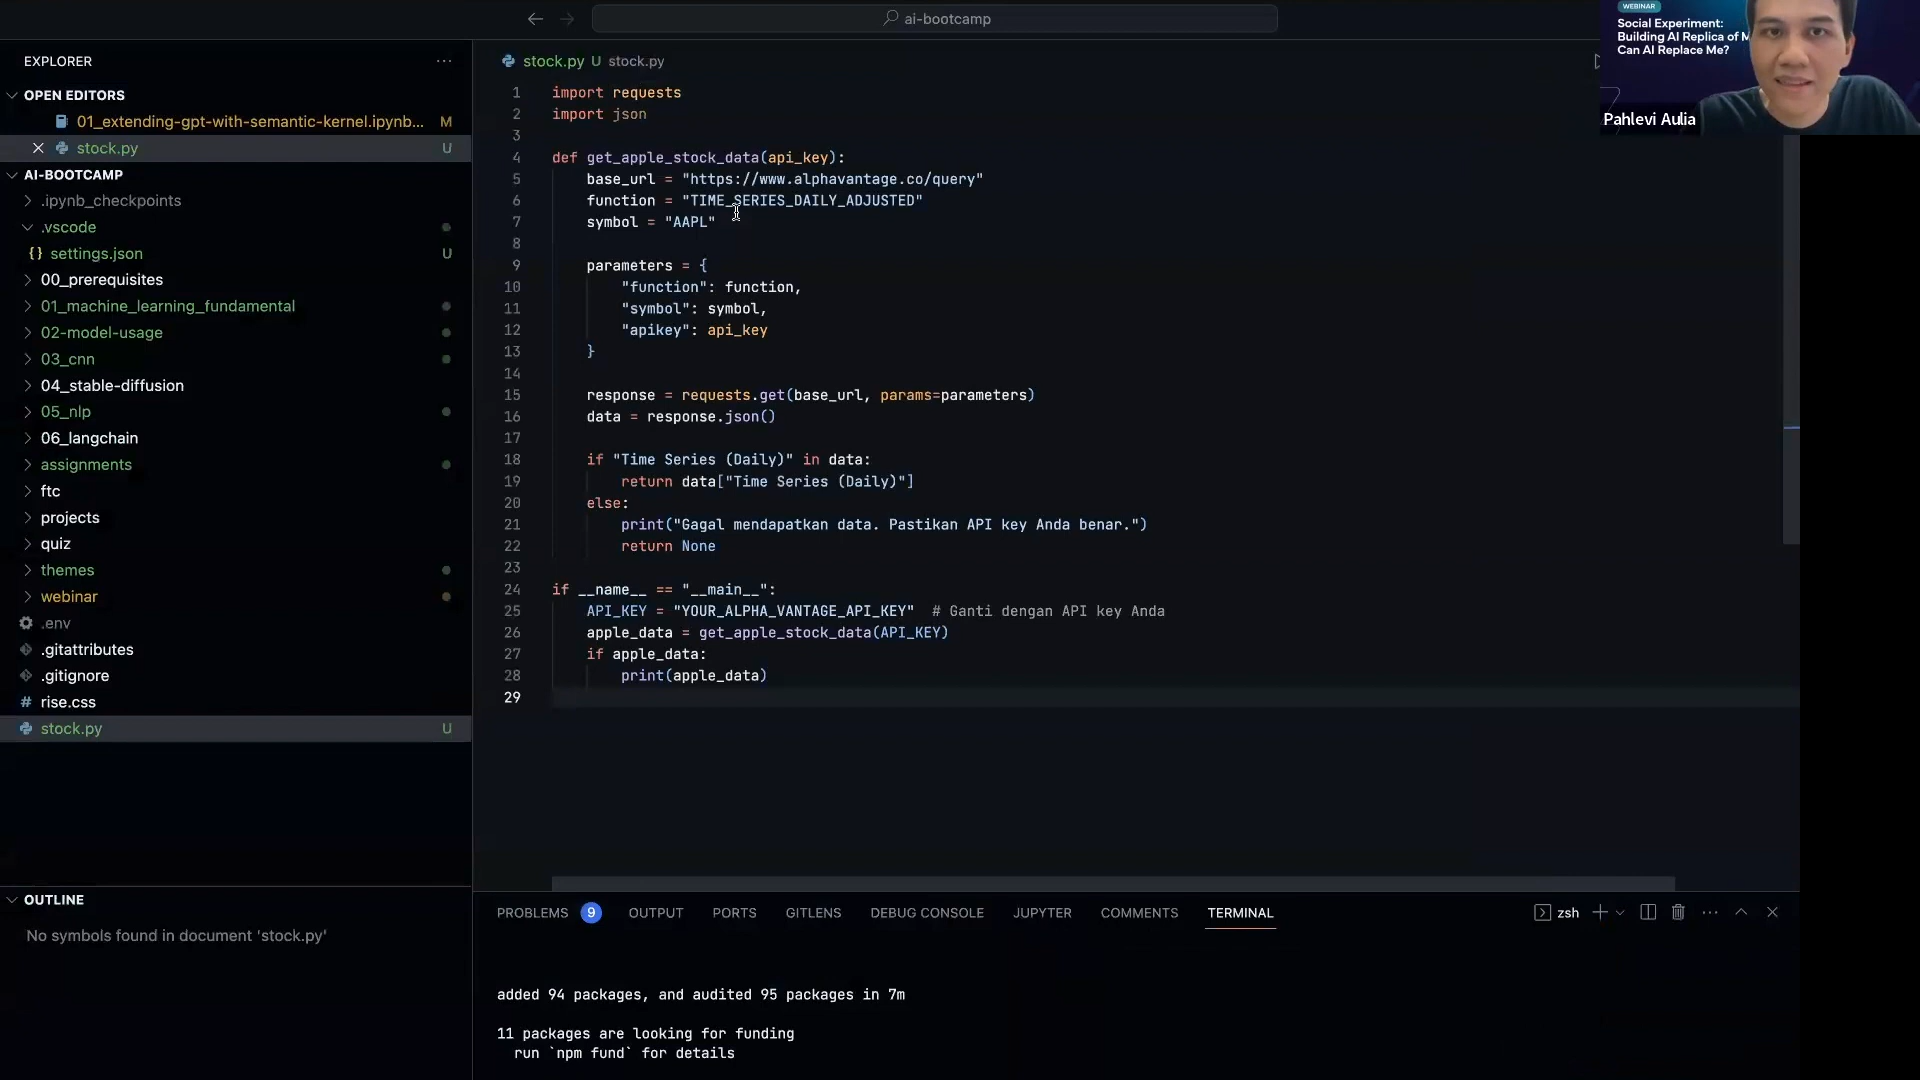 ai-bootcamp
WEBINAR
Social Experiment:
Building AI Replica of M
Can AI Replace Me?
Pahlevi Aulia
EXPLORER
OPEN EDITORS
01_extending-gpt-with-semantic-kernel.ipynb... M
stock.py U
AI-BOOTCAMP
.ipynb_checkpoints
.vscode
{} settings.json U
00_prerequisites
01_machine_learning_fundamental
02-model-usage
03_cnn
04_stable-diffusion
05_nlp
06_langchain
assignments
ftc
projects
quiz
themes
webinar
.env
.gitattributes
.gitignore
# rise.css
stock.py U
OUTLINE
No symbols found in document 'stock.py'
stock.py U stock.py
1 import requests
2 import json
3
4 def get_apple_stock_data(api_key):
5     base_url = "https://www.alphavantage.co/query"
6     function = "TIME_SERIES_DAILY_ADJUSTED"
7     symbol = "AAPL"
8
9     parameters = {
10         "function": function,
11         "symbol": symbol,
12         "apikey": api_key
13     }
14
15     response = requests.get(base_url, params=parameters)
16     data = response.json()
17
18     if "Time Series (Daily)" in data:
19         return data["Time Series (Daily)"]
20     else:
21         print("Gagal mendapatkan data. Pastikan API key Anda benar.")
22         return None
23
24 if __name__ == "__main__":
25     API_KEY = "YOUR_ALPHA_VANTAGE_API_KEY"  # Ganti dengan API key Anda
26     apple_data = get_apple_stock_data(API_KEY)
27     if apple_data:
28         print(apple_data)
29
PROBLEMS 9 OUTPUT PORTS GITLENS DEBUG CONSOLE JUPYTER COMMENTS TERMINAL zsh
added 94 packages, and audited 95 packages in 7m
11 packages are looking for funding
  run `npm fund` for details